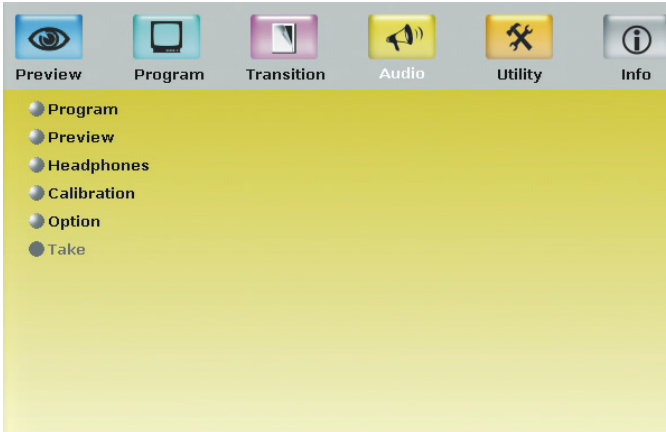 Preview Program Transition Audio Utility Info
Program
Preview
Headphones
Calibration
Option
Take